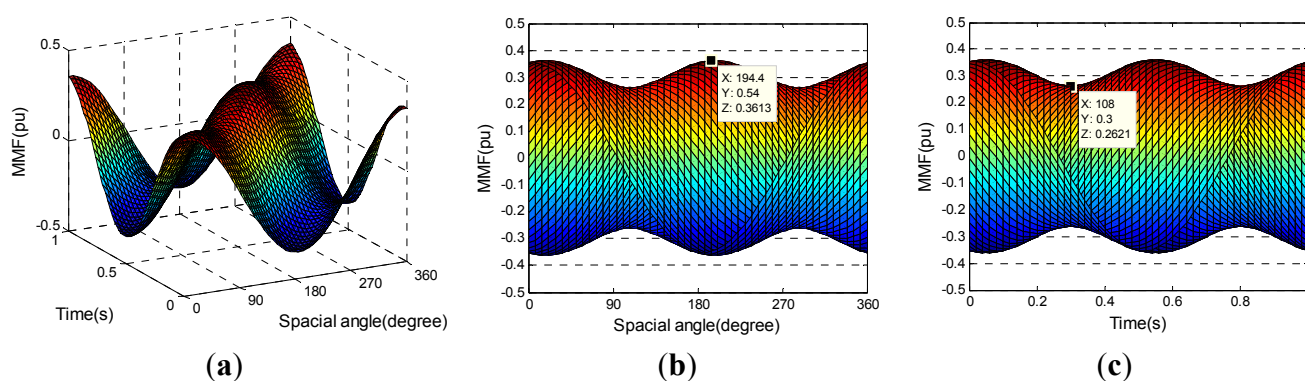 0.5
0
-0.5
1
0.5
0
0
90
180
270
360
MMF(pu)
Time(s)
Spacial angle(degree)
(a)
0.5
0.4
0.3
0.2
0.1
0
-0.1
-0.2
-0.3
-0.4
-0.5
0
90
180
270
360
MMF(pu)
Spacial angle(degree)
X: 194.4
Y: 0.54
Z: 0.3613
(b)
0.5
0.4
0.3
0.2
0.1
0
-0.1
-0.2
-0.3
-0.4
-0.5
0
0.2
0.4
0.6
0.8
MMF(pu)
Time(s)
X: 108
Y: 0.3
Z: 0.2621
(c)